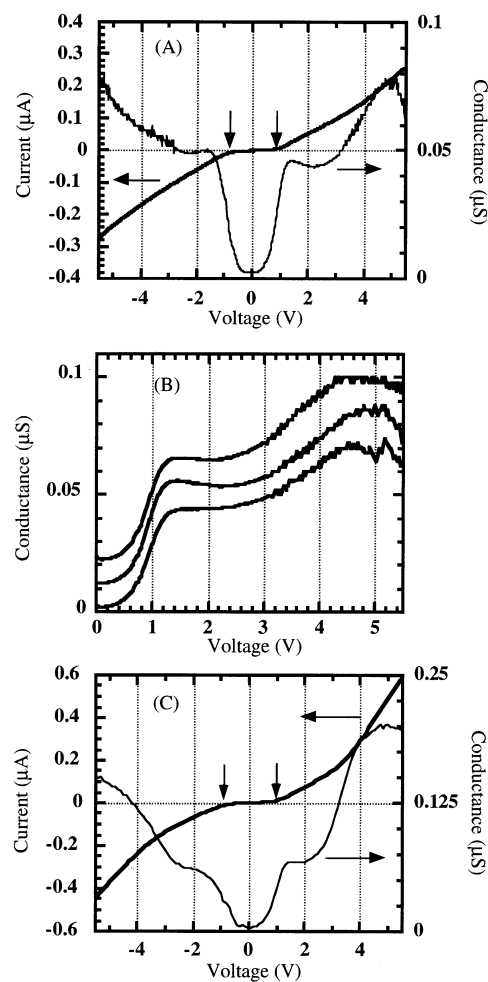 0.4
0.3
0.2
0.1
0
-0.1
-0.2
-0.3
-0.4
Current (μA)
(A)
0.1
0.05
0
Conductance (μS)
-4 -2 0 2 4
Voltage (V)
0.1
0.05
0
Conductance (μS)
(B)
0 1 2 3 4 5
Voltage (V)
0.6
0.4
0.2
0
-0.2
-0.4
-0.6
Current (μA)
(C)
0.25
0.125
0
Conductance (μS)
-4 -2 0 2 4
Voltage (V)